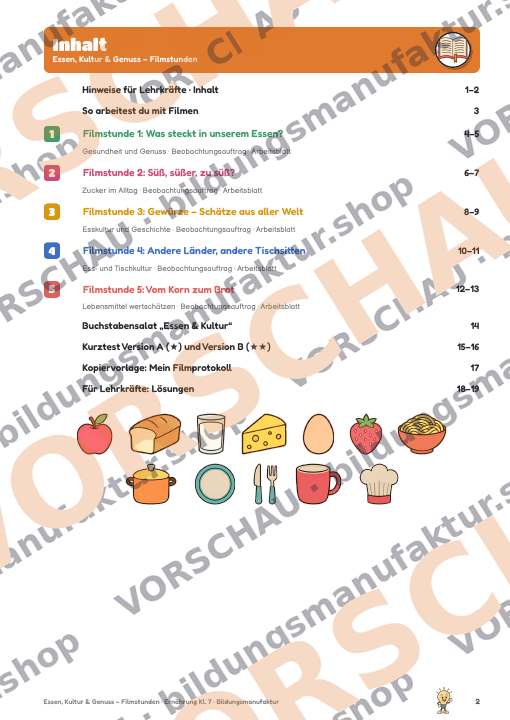 Inhalt
Essen, Kultur & Genuss – Filmstunden
Hinweise für Lehrkräfte · Inhalt 1–2
So arbeitest du mit Filmen 3
1 Filmstunde 1: Was steckt in unserem Essen? 4–5
Gesundheit und Genuss · Beobachtungsauftrag · Arbeitsblatt
2 Filmstunde 2: Süß, süßer, zu süß? 6–7
Zucker im Alltag · Beobachtungsauftrag · Arbeitsblatt
3 Filmstunde 3: Gewürze – Schätze aus aller Welt 8–9
Esskultur und Geschichte · Beobachtungsauftrag · Arbeitsblatt
4 Filmstunde 4: Andere Länder, andere Tischsitten 10–11
Ess- und Tischkultur · Beobachtungsauftrag · Arbeitsblatt
5 Filmstunde 5: Vom Korn zum Brot 12–13
Lebensmittel wertschätzen · Beobachtungsauftrag · Arbeitsblatt
Buchstabensalat „Essen & Kultur“ 14
Kurztest Version A (★) und Version B (★★) 15–16
Kopiervorlage: Mein Filmprotokoll 17
Für Lehrkräfte: Lösungen 18–19
VORSCHAU · bildungsmanufaktur.shop
VORSCHAU
Essen, Kultur & Genuss – Filmstunden · Ernährung Kl. 7 · Bildungsmanufaktur 2